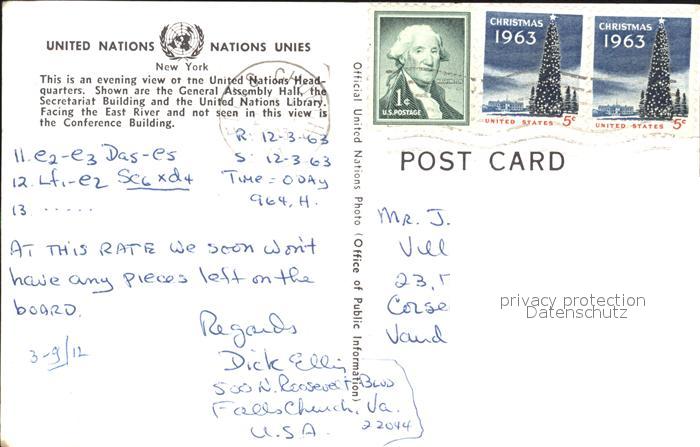 UNITED NATIONS NATIONS UNIES
New York
This is an evening view of the United Nations Head-
quarters. Shown are the General Assembly Hall, the
Secretariat Building and the United Nations Library.
Facing the East River and not seen in this view is
the Conference Building.
R: 12-3-63
11. e2-e3 Da5-e5
S: 12-3-63
12. Lf1-e2 Sc6xd4
TIME = 0 DAY
13 .....
964, H.
AT THIS RATE WE SOON WON'T
have any pieces left on the
BOARD.
Regards
3-9/12
Dick Ellis
500 N. Roosevelt Blvd
Falls Church, Va.
22044
U.S.A.
Official United Nations Photo (Office of Public Information)
1¢
U.S. POSTAGE
CHRISTMAS
1963
UNITED STATES 5¢
CHRISTMAS
1963
UNITED STATES 5¢
POST CARD
Mr. J.
Vill
23, r
Corse
Vaud
privacy protection
Datenschutz